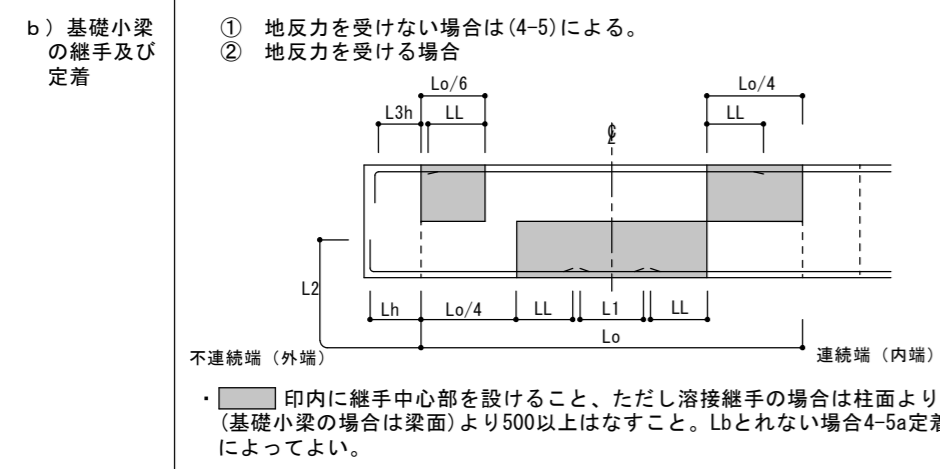 b）基礎小梁
の継手及び
定着
① 地反力を受けない場合は(4-5)による。
② 地反力を受ける場合
Lo/6
Lo/4
L3h
LL
LL
℄
L2
Lh
Lo/4
LL
L1
LL
Lo
不連続端（外端）
連続端（内端）
・ 印内に継手中心部を設けること、ただし溶接継手の場合は柱面より
(基礎小梁の場合は梁面)より500以上はなすこと。Lbとれない場合4-5a定着
によってよい。